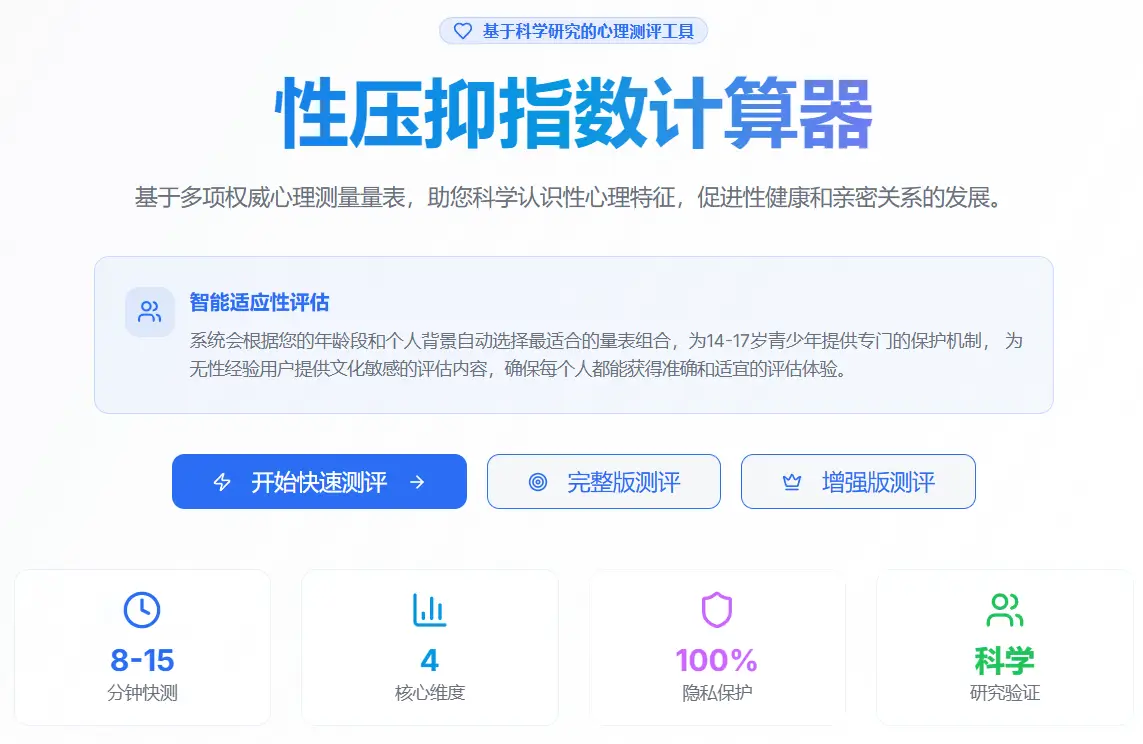 基于科学研究的心理测评工具
性压抑指数计算器
基于多项权威心理测量量表，助您科学认识性心理特征，促进性健康和亲密关系的发展。
智能适应性评估
系统会根据您的年龄段和个人背景自动选择最适合的量表组合，为14-17岁青少年提供专门的保护机制， 为
无性经验用户提供文化敏感的评估内容，确保每个人都能获得准确和适宜的评估体验。
开始快速测评
完整版测评
增强版测评
8-15
分钟快测
4
核心维度
100%
隐私保护
科学
研究验证